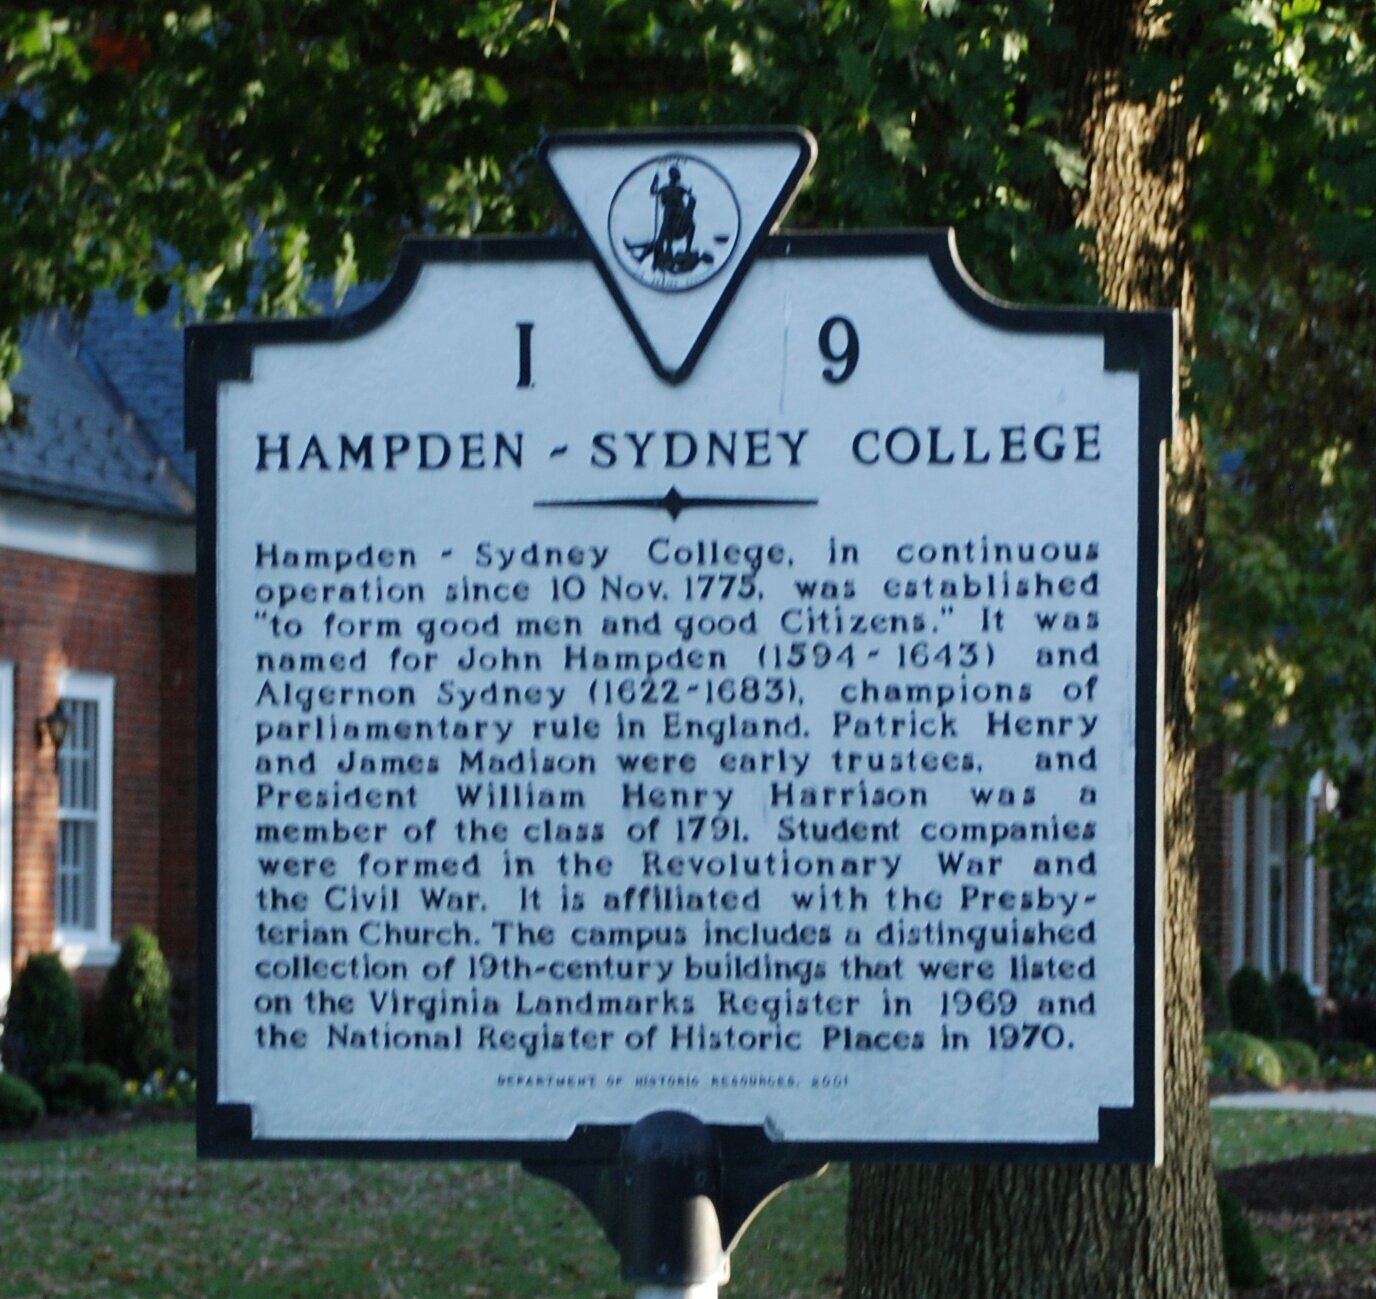 I 9
HAMPDEN - SYDNEY COLLEGE
Hampden - Sydney College, in continuous
operation since 10 Nov. 1775, was established
"to form good men and good Citizens." It was
named for John Hampden (1594 - 1643) and
Algernon Sydney (1622-1683), champions of
parliamentary rule in England. Patrick Henry
and James Madison were early trustees, and
President William Henry Harrison was a
member of the class of 1791. Student companies
were formed in the Revolutionary War and
the Civil War. It is affiliated with the Presby-
terian Church. The campus includes a distinguished
collection of 19th-century buildings that were listed
on the Virginia Landmarks Register in 1969 and
the National Register of Historic Places in 1970.
DEPARTMENT OF HISTORIC RESOURCES, 2001